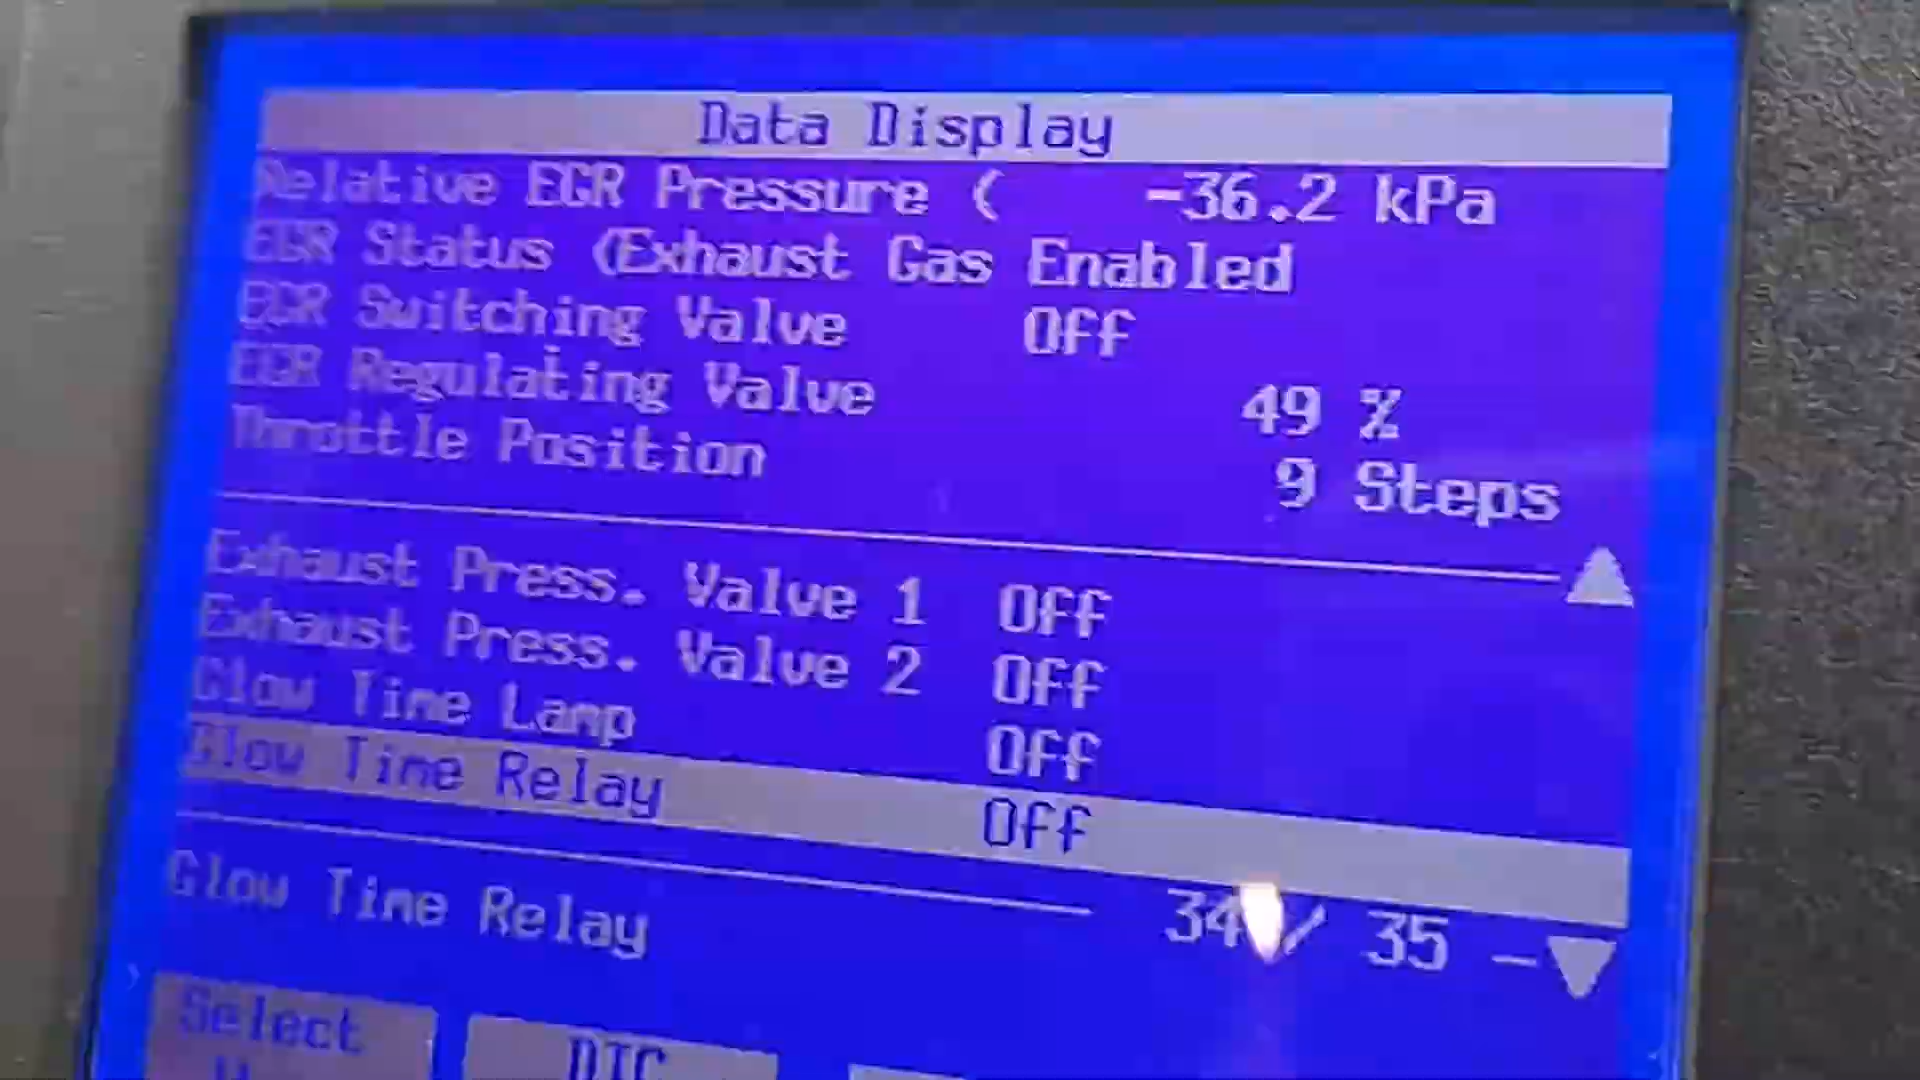 Data Display
Relative EGR Pressure ( -36.2 kPa
EGR Status (Exhaust Gas Enabled
EGR Switching Valve Off
EGR Regulating Valve 49 %
Throttle Position 9 Steps
Exhaust Press. Valve 1 Off
Exhaust Press. Valve 2 Off
Glow Time Lamp Off
Glow Time Relay Off
Glow Time Relay 34 / 35
Select DTC